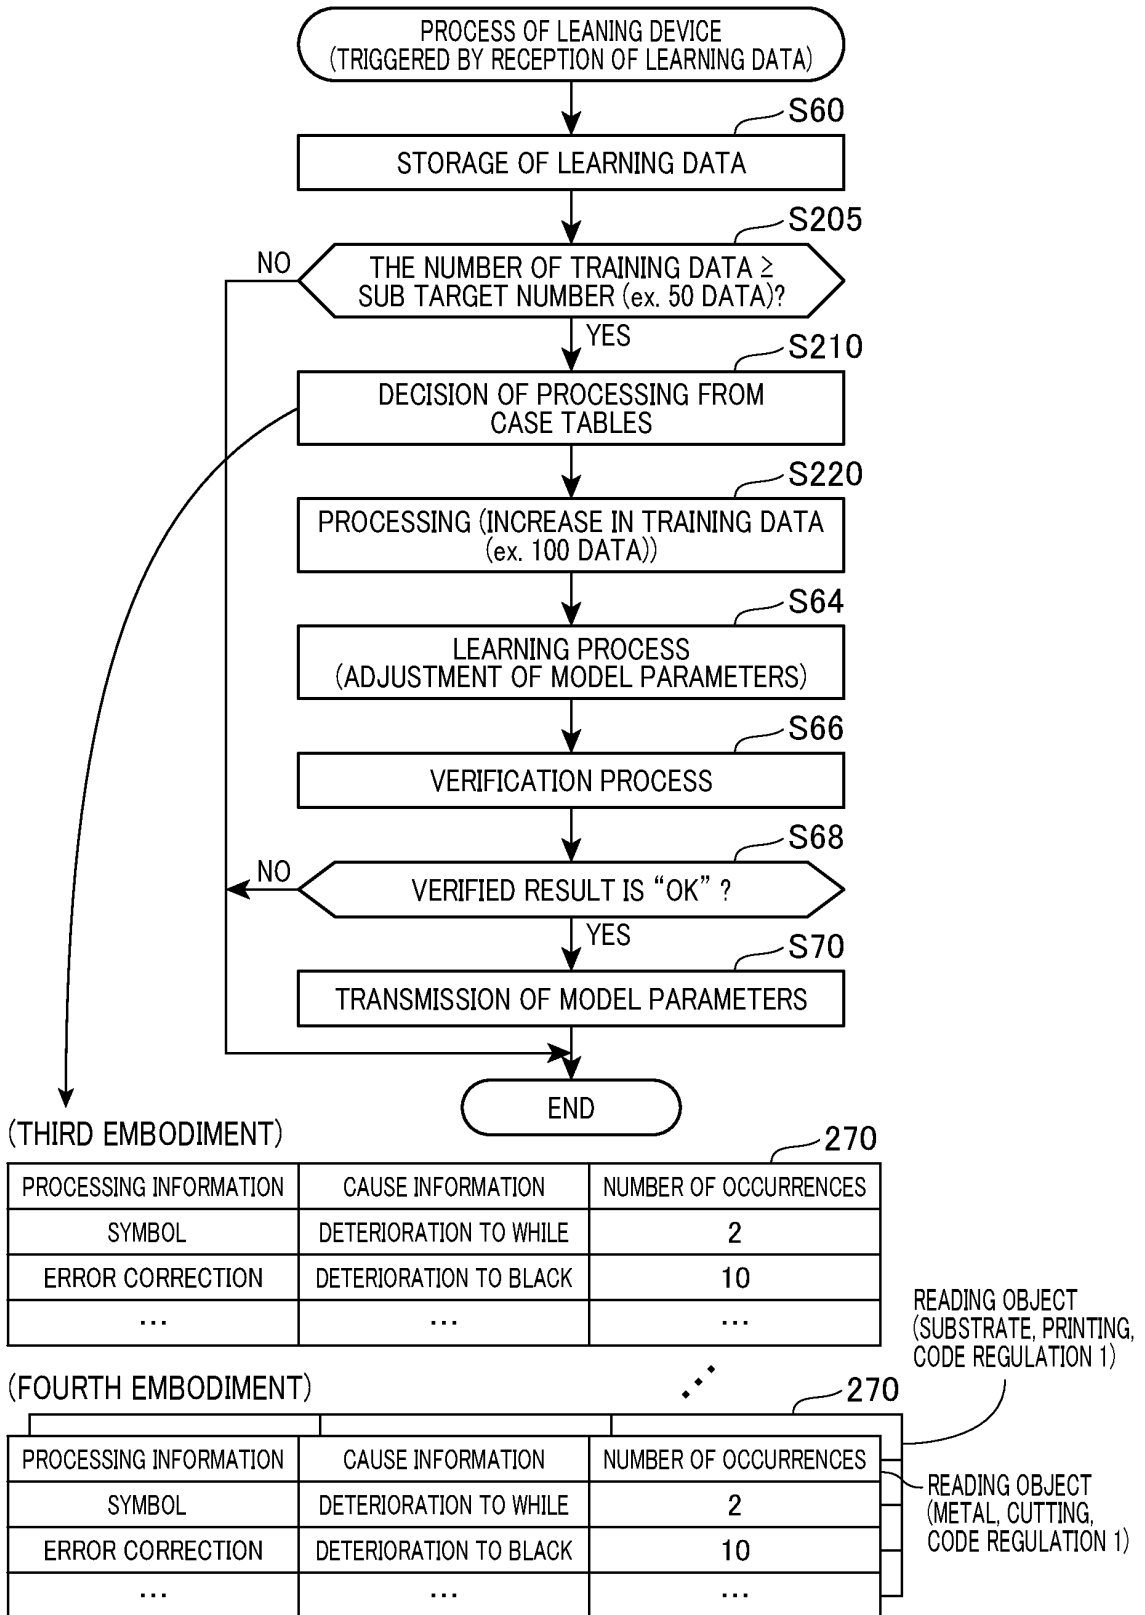 PROCESS OF LEANING DEVICE
(TRIGGERED BY RECEPTION OF LEARNING DATA)
S60
STORAGE OF LEARNING DATA
S205
NO
THE NUMBER OF TRAINING DATA ≧
SUB TARGET NUMBER (ex. 50 DATA)?
YES
S210
DECISION OF PROCESSING FROM
CASE TABLES
S220
PROCESSING (INCREASE IN TRAINING DATA
(ex. 100 DATA))
S64
LEARNING PROCESS
(ADJUSTMENT OF MODEL PARAMETERS)
S66
VERIFICATION PROCESS
S68
NO
VERIFIED RESULT IS “OK” ?
YES
S70
TRANSMISSION OF MODEL PARAMETERS
END
(THIRD EMBODIMENT)
270
PROCESSING INFORMATION CAUSE INFORMATION NUMBER OF OCCURRENCES
SYMBOL DETERIORATION TO WHILE 2
ERROR CORRECTION DETERIORATION TO BLACK 10
... ... ...
READING OBJECT
(SUBSTRATE, PRINTING,
CODE REGULATION 1)
(FOURTH EMBODIMENT)
270
PROCESSING INFORMATION CAUSE INFORMATION NUMBER OF OCCURRENCES
SYMBOL DETERIORATION TO WHILE 2
ERROR CORRECTION DETERIORATION TO BLACK 10
... ... ...
READING OBJECT
(METAL, CUTTING,
CODE REGULATION 1)